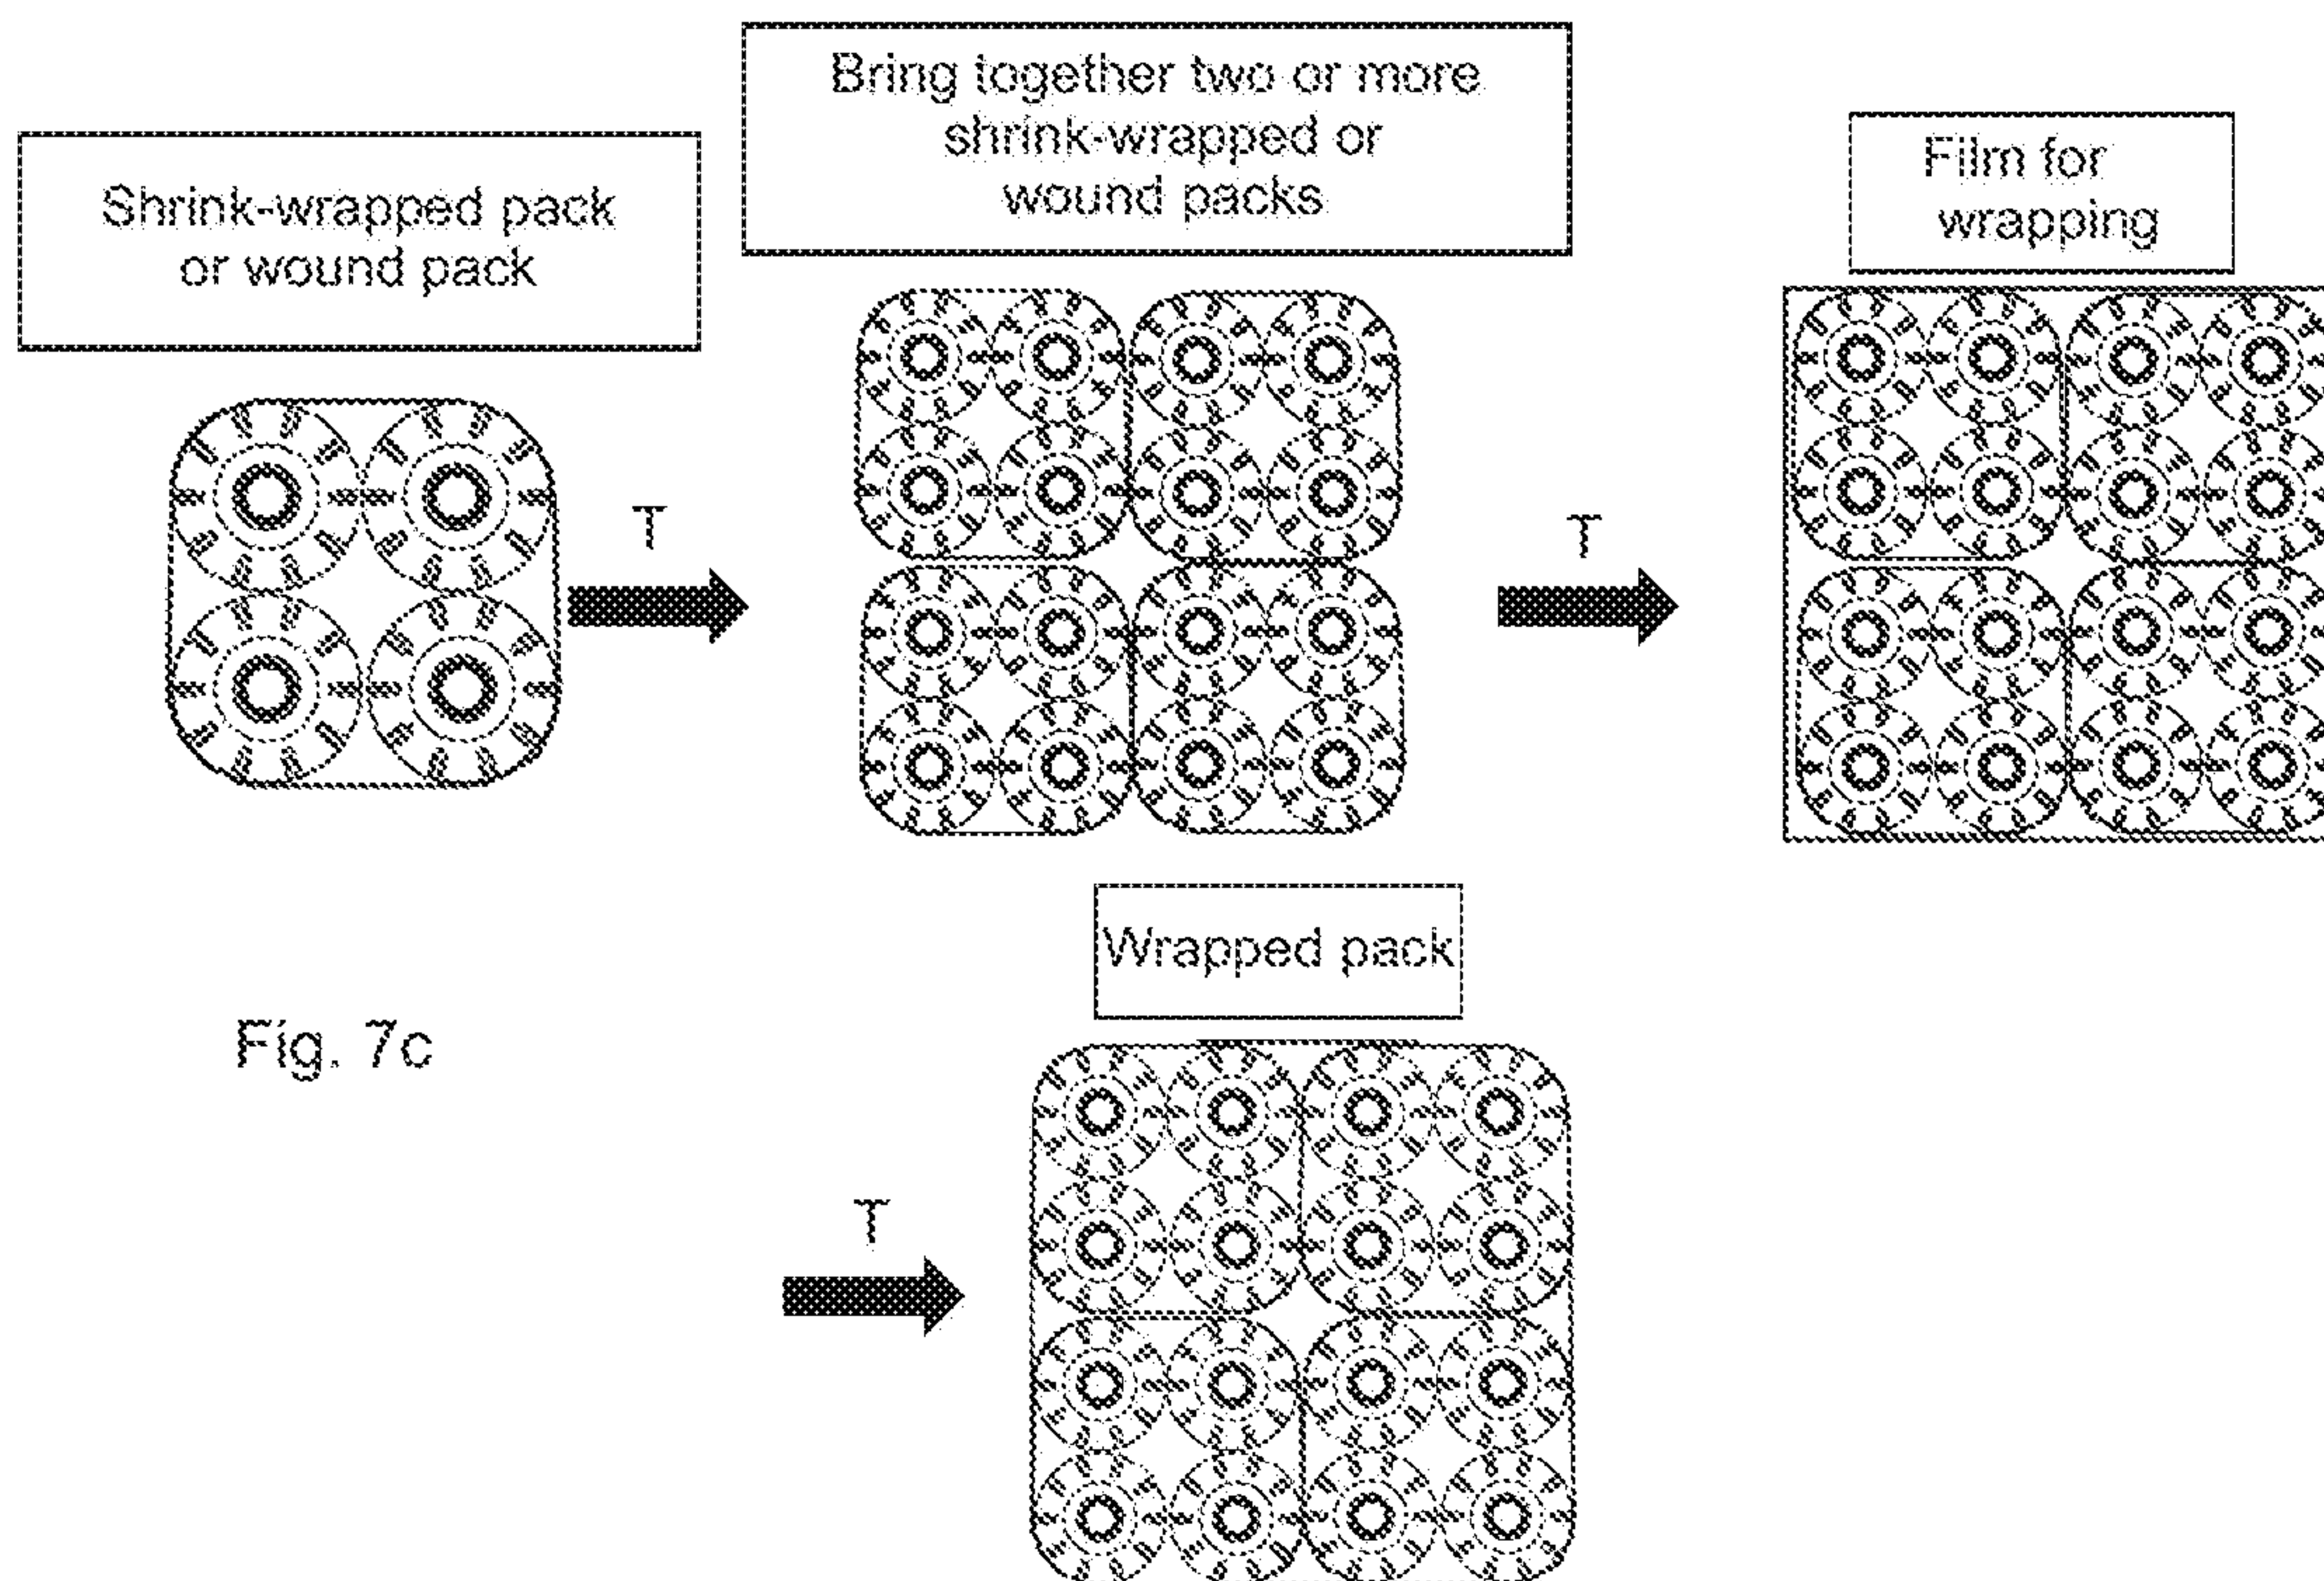 Bring together two or more
shrink-wrapped or
wound packs
Shrink-wrapped pack
or wound pack
Film for
wrapping
T
T
Wrapped pack
Fig. 7c
T